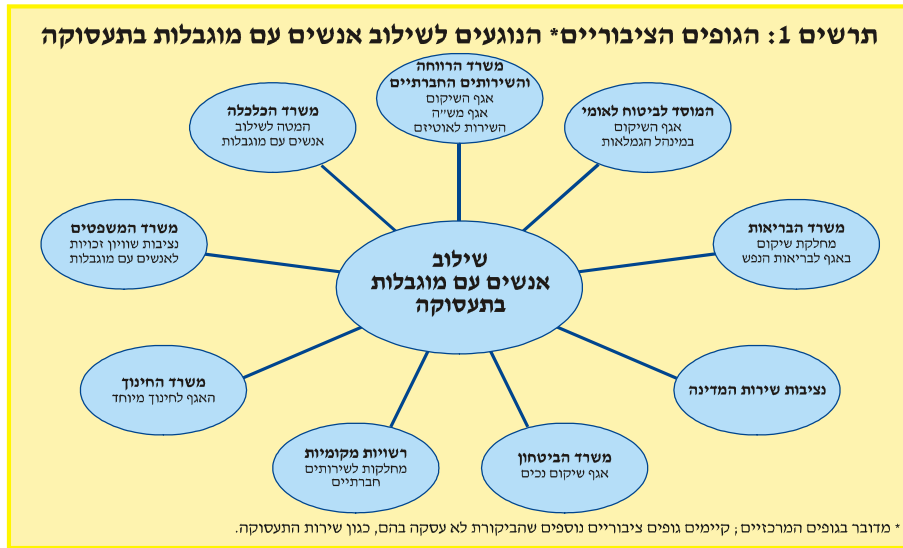 תרשים 1: הגופים הציבוריים* הנוגעים לשילוב אנשים עם מוגבלות בתעסוקה
משרד הרווחה
והשירותים החברתיים
אגף השיקום
אגף מש"ה
השירות לאוטיזם
המוסד לביטוח לאומי
אגף השיקום
במינהל הגמלאות
משרד הבריאות
מחלקת שיקום
באגף לבריאות הנפש
נציבות שירות המדינה
משרד הביטחון
אגף שיקום נכים
רשויות מקומיות
מחלקות לשירותים
חברתיים
משרד החינוך
האגף לחינוך מיוחד
משרד המשפטים
נציבות שוויון זכויות
לאנשים עם מוגבלות
משרד הכלכלה
המטה לשילוב
אנשים עם מוגבלות
שילוב
אנשים עם מוגבלות
בתעסוקה
* מדובר בגופים המרכזיים; קיימים גופים ציבוריים נוספים שהביקורת לא עסקה בהם, כגון שירות התעסוקה.